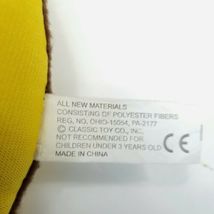 ALL NEW MATERIALS
CONSISTING OF POLYESTER FIBERS
REG. NO. OHIO-15054, PA-2177
© CLASSIC TOY CO., INC.
NOT RECOMMENDED FOR
CHILDREN UNDER 3 YEARS OLD
MADE IN CHINA
CE